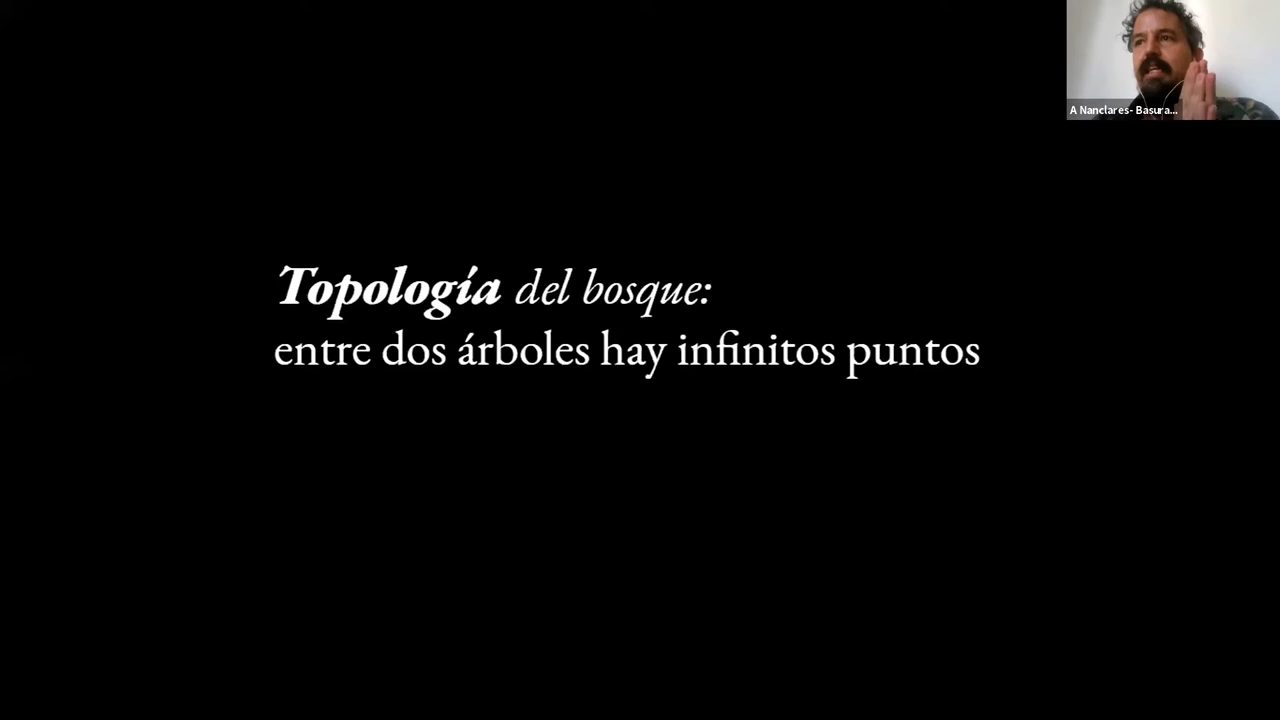 A Nanclares- Basura...
Topología del bosque:
entre dos árboles hay infinitos puntos